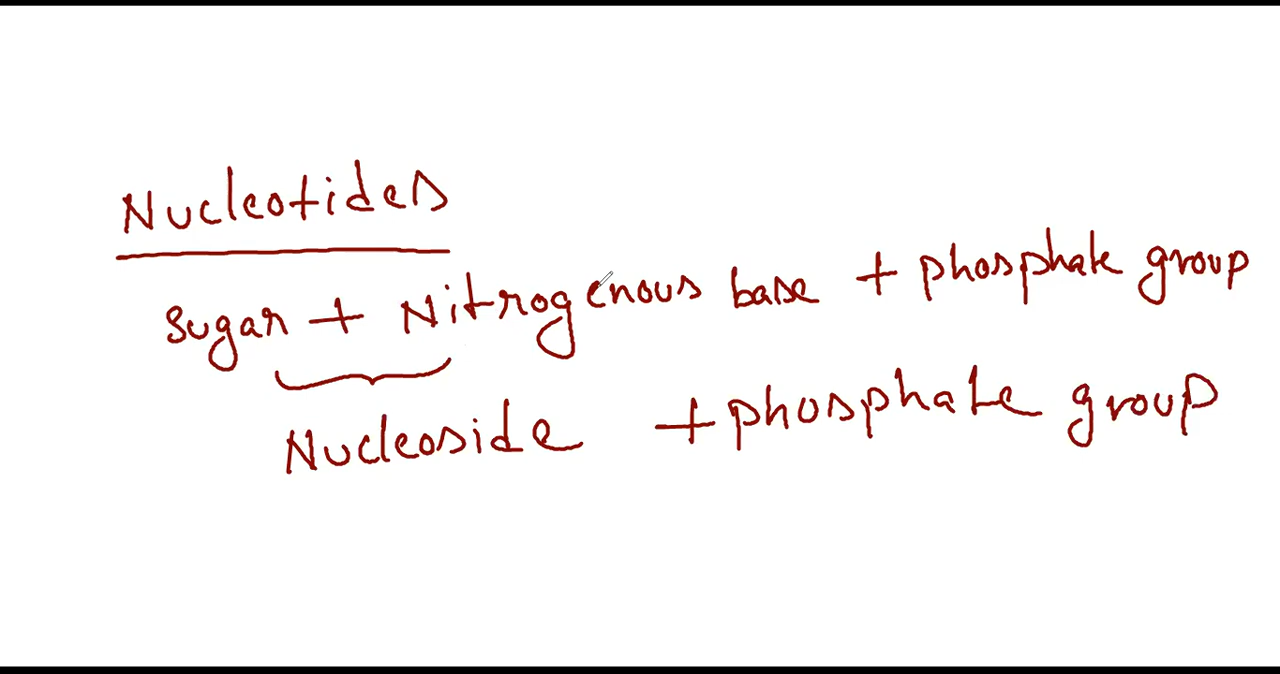 Nucleotides
Sugar + Nitrogenous base + phosphate group
Nucleoside + phosphate group